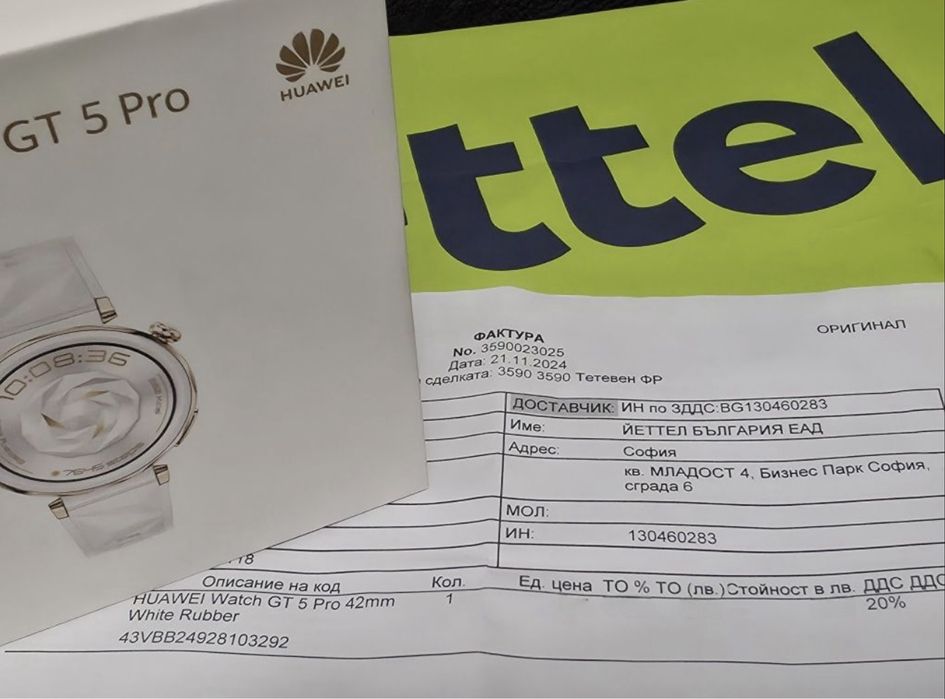 GT 5 Pro
HUAWEI
10:08:36
ettel
ФАКТУРА
No. 3590023025
Дата: 21.11.2024
сделката: 3590 3590 Тетевен ФР
ОРИГИНАЛ
ДОСТАВЧИК: ИН по ЗДДС:BG130460283
Име: ЙЕТТЕЛ БЪЛГАРИЯ ЕАД
Адрес: София
кв. МЛАДОСТ 4, Бизнес Парк София,
сграда 6
МОЛ:
ИН: 130460283
118
Описание на код Кол. Ед. цена ТО % ТО (лв.) Стойност в лв. ДДС ДДС
HUAWEI Watch GT 5 Pro 42mm 1 20%
White Rubber
43VBB24928103292